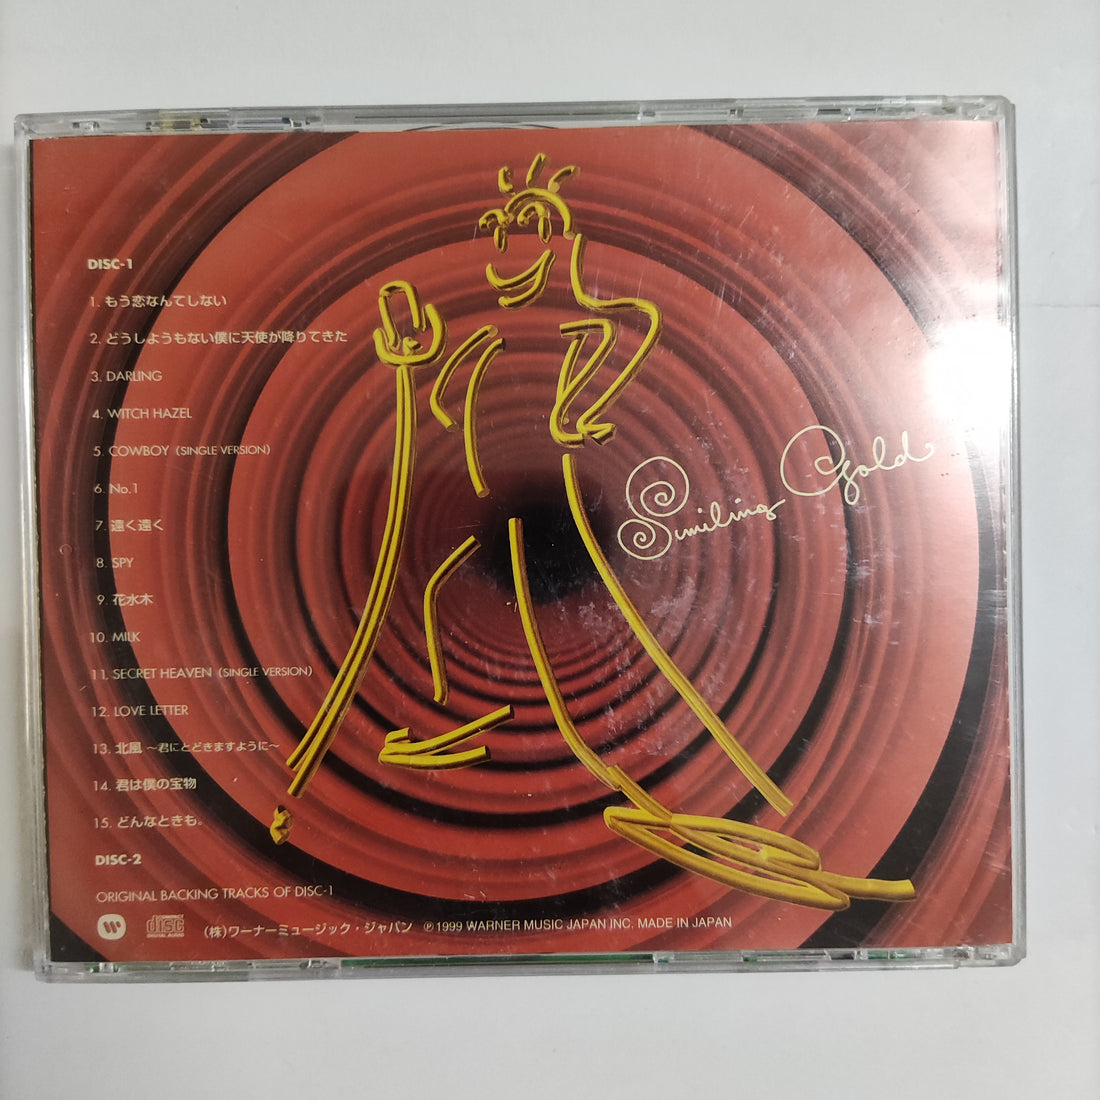 DISC-1
1. もう恋なんてしない
2. どうしようもない僕に天使が降りてきた
3. DARLING
4. WITCH HAZEL
5. COWBOY (SINGLE VERSION)
6. No.1
7. 遠く遠く
8. SPY
9. 花水木
10. MILK
11. SECRET HEAVEN (SINGLE VERSION)
12. LOVE LETTER
13. 北風 〜君にとどきますように〜
14. 君は僕の宝物
15. どんなときも。
DISC-2
ORIGINAL BACKING TRACKS OF DISC-1
Smiling Gold
disc
DIGITAL AUDIO
(株)ワーナーミュージック・ジャパン ℗1999 WARNER MUSIC JAPAN INC. MADE IN JAPAN